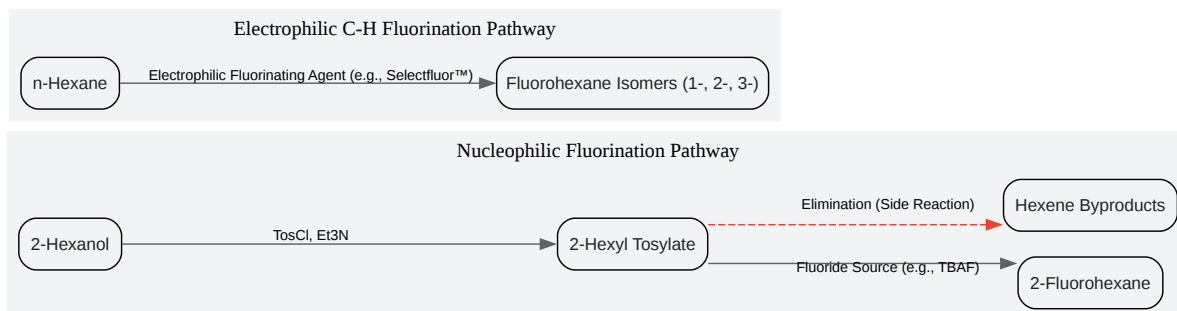 Electrophilic C-H Fluorination Pathway
n-Hexane
Electrophilic Fluorinating Agent (e.g., Selectfluor™)
Fluorohexane Isomers (1-, 2-, 3-)
Nucleophilic Fluorination Pathway
2-Hexanol
TosCl, Et3N
2-Hexyl Tosylate
Elimination (Side Reaction)
Hexene Byproducts
Fluoride Source (e.g., TBAF)
2-Fluorohexane